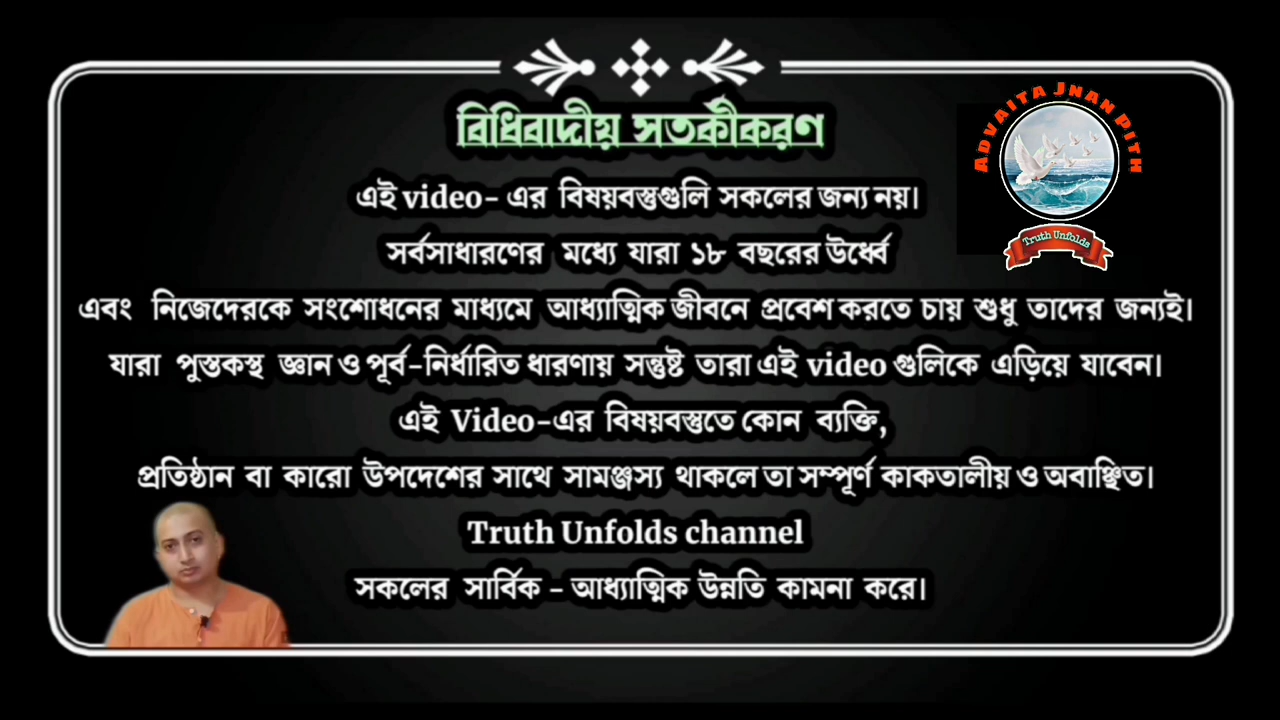 বিধিবাদীয় সতর্কীকরণ
ADVAITA JNAN PITH
Truth Unfolds
এই video- এর বিষয়বস্তুগুলি সকলের জন্য নয়।
সর্বসাধারণের মধ্যে যারা ১৮ বছরের উর্ধ্বে
এবং নিজেদেরকে সংশোধনের মাধ্যমে আধ্যাত্মিক জীবনে প্রবেশ করতে চায় শুধু তাদের জন্যই।
যারা পুস্তকস্থ জ্ঞান ও পূর্ব-নির্ধারিত ধারণায় সন্তুষ্ট তারা এই video গুলিকে এড়িয়ে যাবেন।
এই Video-এর বিষয়বস্তুতে কোন ব্যক্তি,
প্রতিষ্ঠান বা কারো উপদেশের সাথে সামঞ্জস্য থাকলে তা সম্পূর্ণ কাকতালীয় ও অবাঞ্ছিত।
Truth Unfolds channel
সকলের সার্বিক - আধ্যাত্মিক উন্নতি কামনা করে।